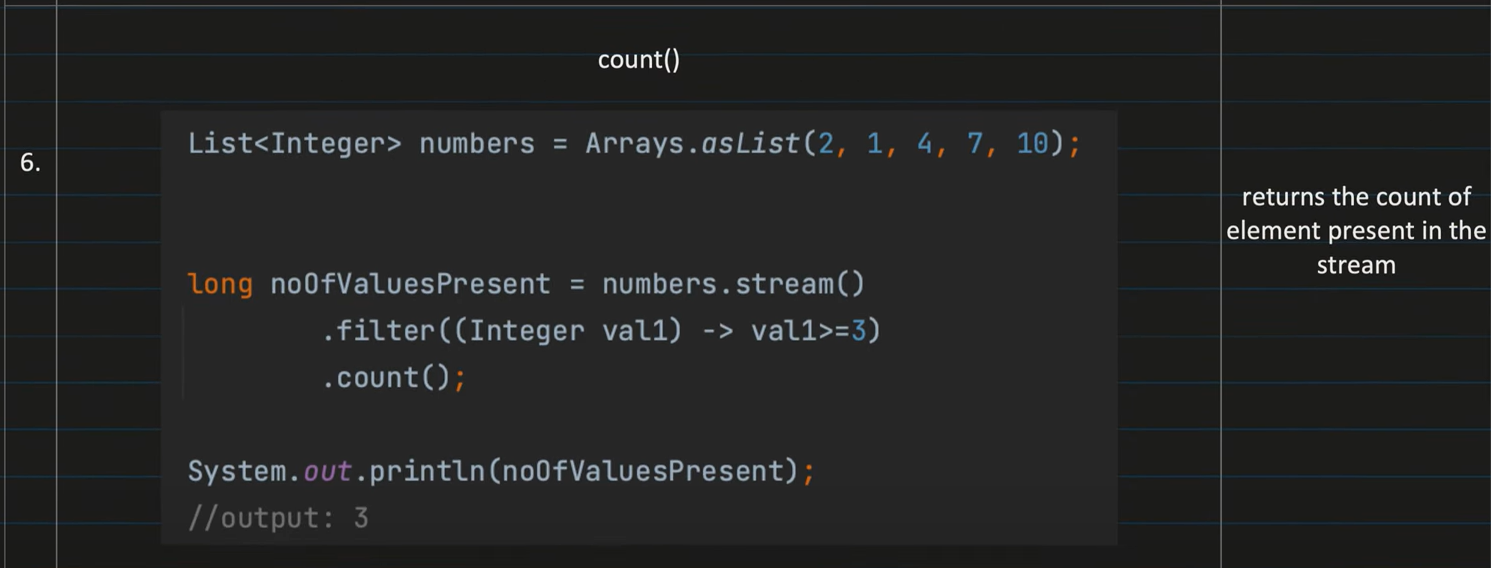 count()
6.
List<Integer> numbers = Arrays.asList(2, 1, 4, 7, 10);
long noOfValuesPresent = numbers.stream()
.filter((Integer val1) -> val1>=3)
.count();
System.out.println(noOfValuesPresent);
//output: 3
returns the count of
element present in the
stream